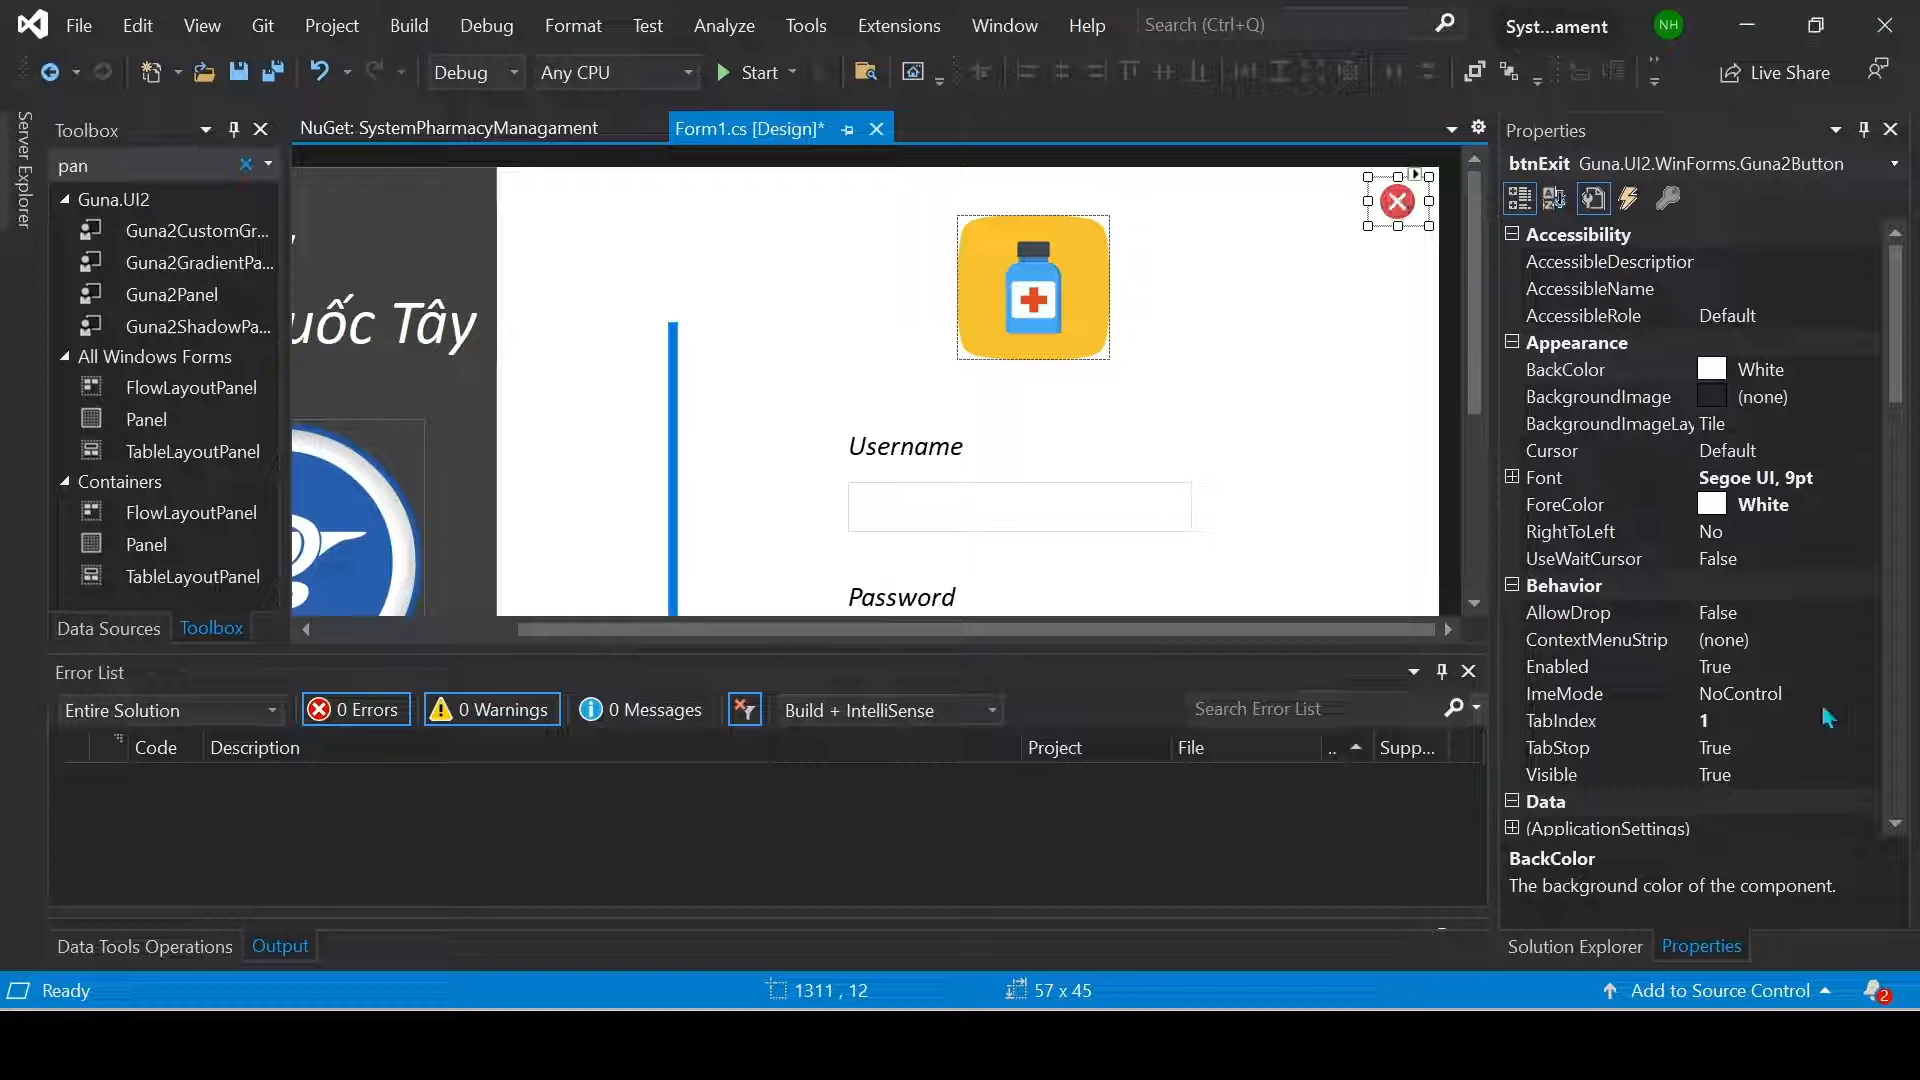 File Edit View Git Project Build Debug Format Test Analyze Tools Extensions Window Help Search (Ctrl+Q) Syst...ament NH
Debug Any CPU Start Live Share
Server Explorer
Toolbox
pan
Guna.UI2
Guna2CustomGr...
Guna2GradientPa...
Guna2Panel
Guna2ShadowPa...
All Windows Forms
FlowLayoutPanel
Panel
TableLayoutPanel
Containers
FlowLayoutPanel
Panel
TableLayoutPanel
Data Sources Toolbox
NuGet: SystemPharmacyManagament Form1.cs [Design]*
uốc Tây
Username
Password
Properties
btnExit Guna.UI2.WinForms.Guna2Button
Accessibility
AccessibleDescription
AccessibleName
AccessibleRole Default
Appearance
BackColor White
BackgroundImage (none)
BackgroundImageLay Tile
Cursor Default
Font Segoe UI, 9pt
ForeColor White
RightToLeft No
UseWaitCursor False
Behavior
AllowDrop False
ContextMenuStrip (none)
Enabled True
ImeMode NoControl
TabIndex 1
TabStop True
Visible True
Data
(ApplicationSettings)
BackColor
The background color of the component.
Solution Explorer Properties
Error List
Entire Solution 0 Errors 0 Warnings 0 Messages Build + IntelliSense Search Error List
Code Description Project File .. Supp...
Data Tools Operations Output
Ready 1311 , 12 57 x 45 Add to Source Control 2